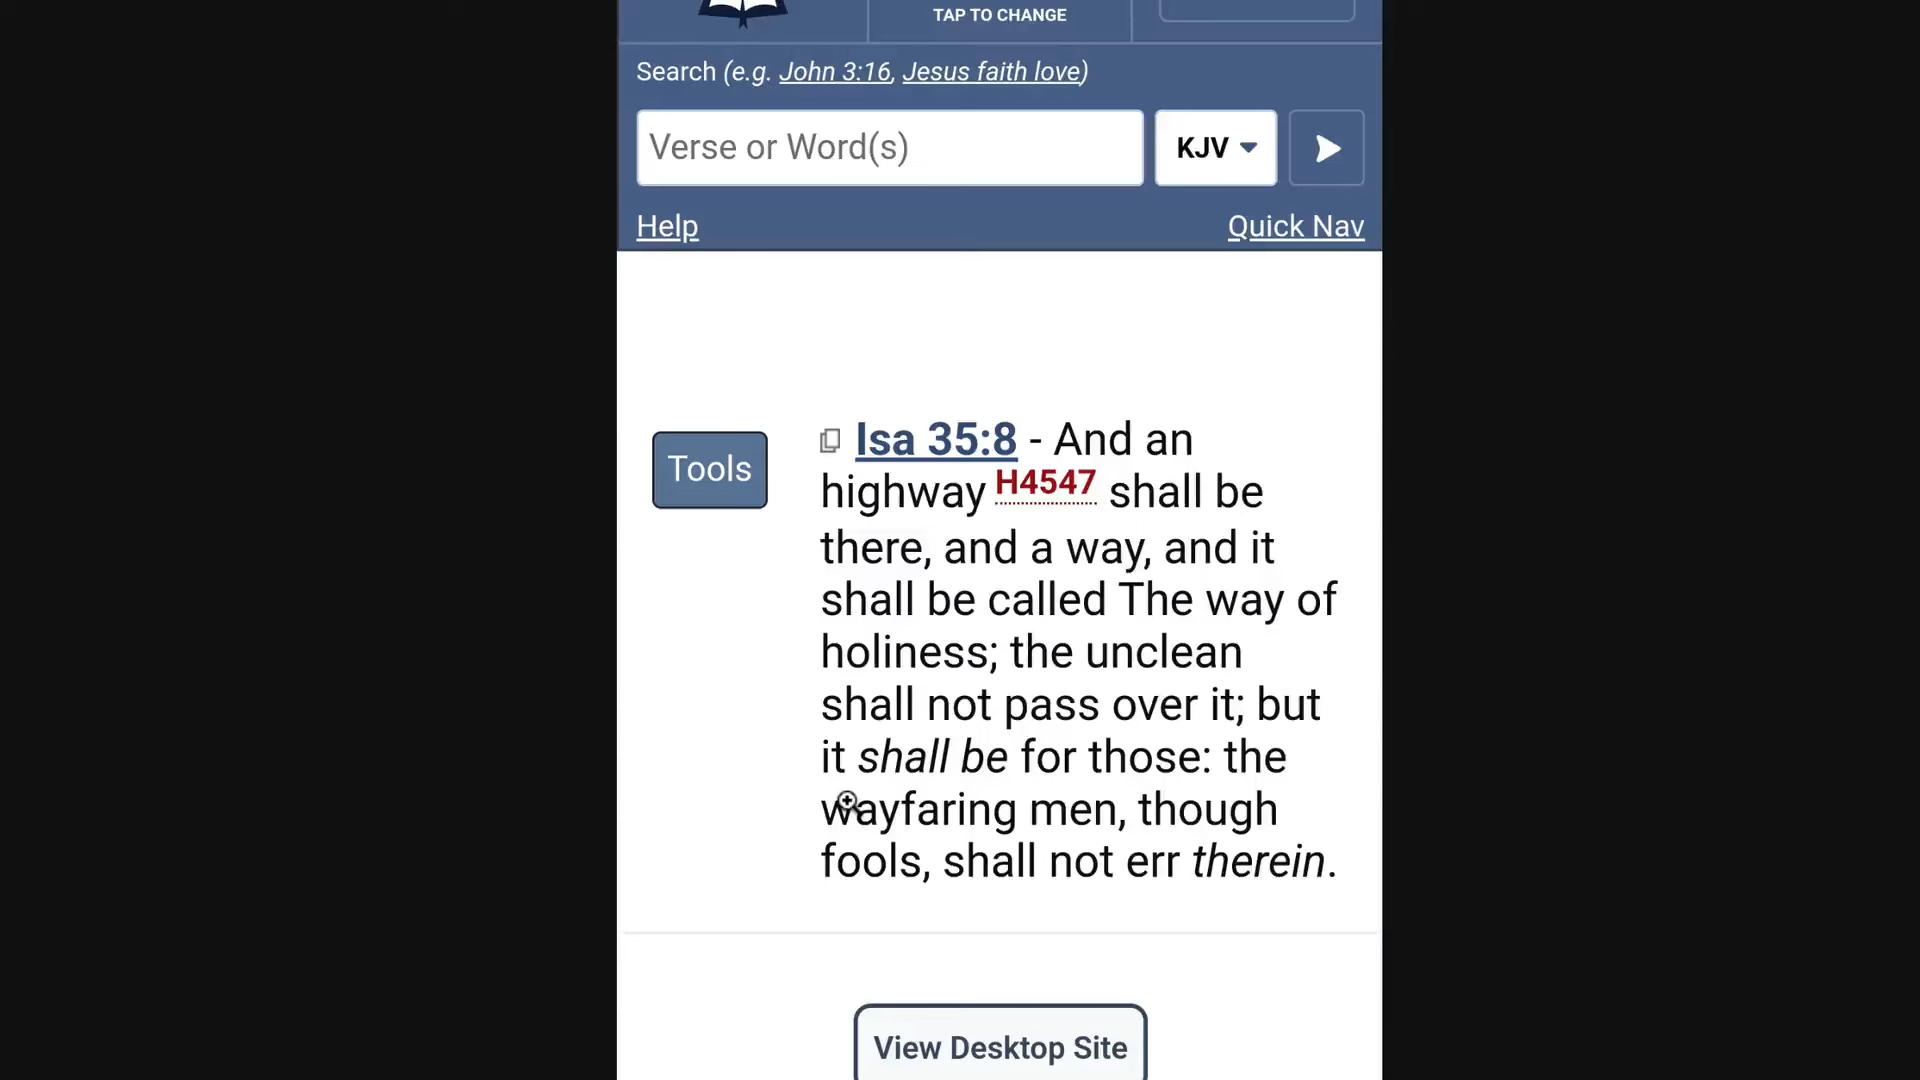 TAP TO CHANGE
Search (e.g. John 3:16, Jesus faith love)
Verse or Word(s)
KJV
Help
Quick Nav
Tools
Isa 35:8 - And an
highway H4547 shall be
there, and a way, and it
shall be called The way of
holiness; the unclean
shall not pass over it; but
it shall be for those: the
wayfaring men, though
fools, shall not err therein.
View Desktop Site